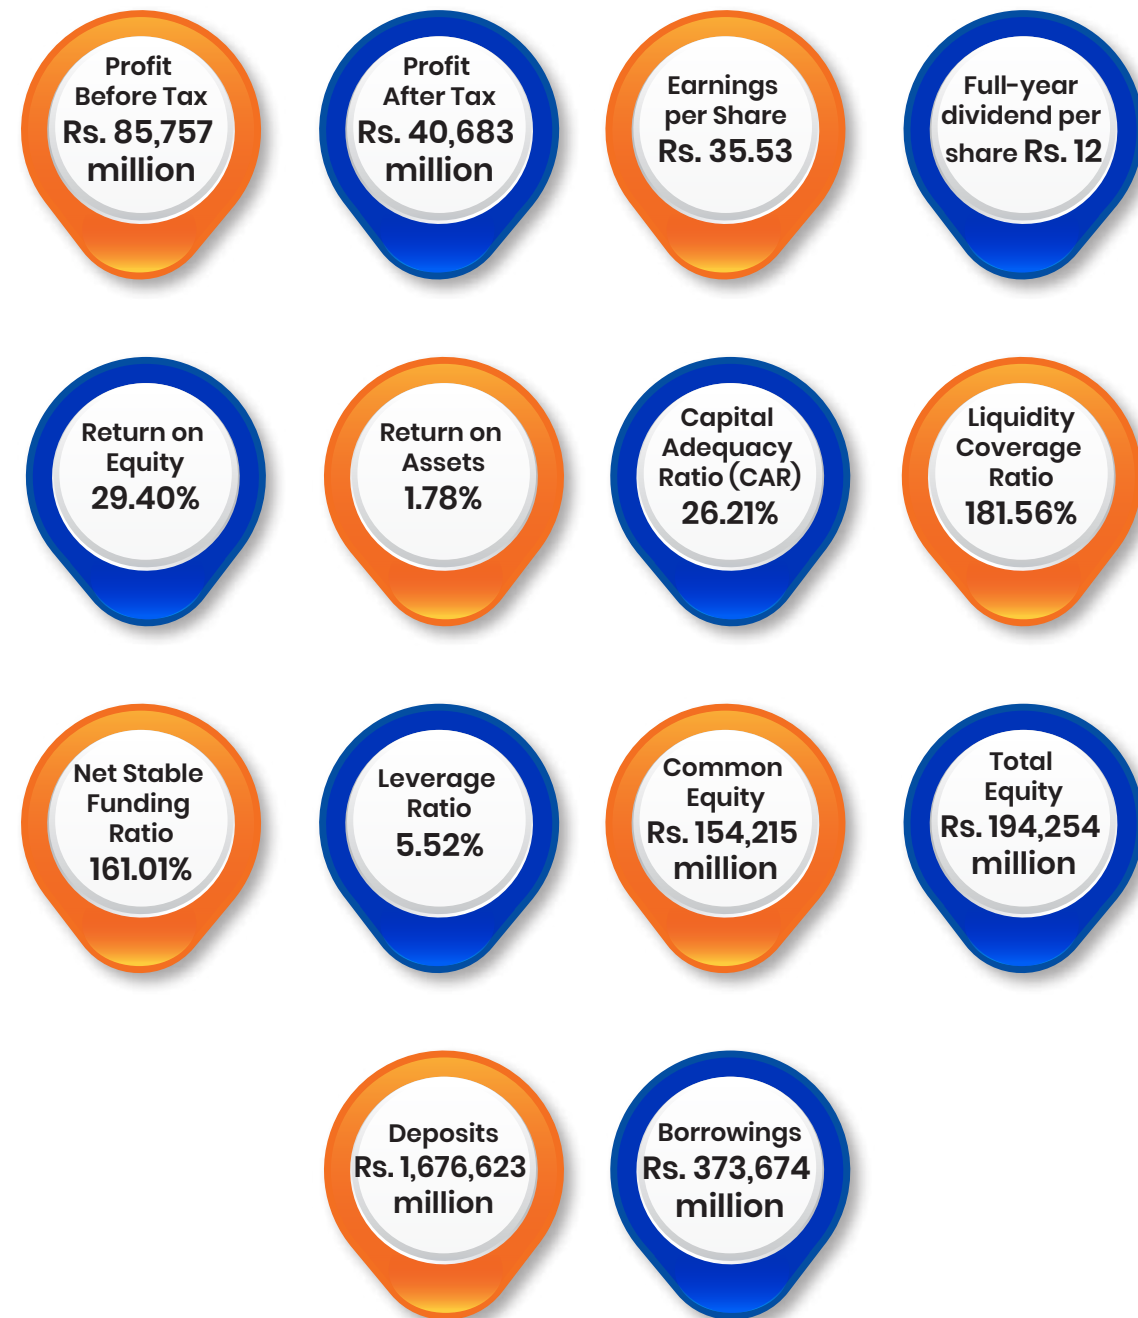 Profit
Before Tax
Rs. 85,757
million
Profit
After Tax
Rs. 40,683
million
Earnings
per Share
Rs. 35.53
Full-year
dividend per
share Rs. 12
Return on
Equity
29.40%
Return on
Assets
1.78%
Capital
Adequacy
Ratio (CAR)
26.21%
Liquidity
Coverage
Ratio
181.56%
Net Stable
Funding
Ratio
161.01%
Leverage
Ratio
5.52%
Common
Equity
Rs. 154,215
million
Total
Equity
Rs. 194,254
million
Deposits
Rs. 1,676,623
million
Borrowings
Rs. 373,674
million